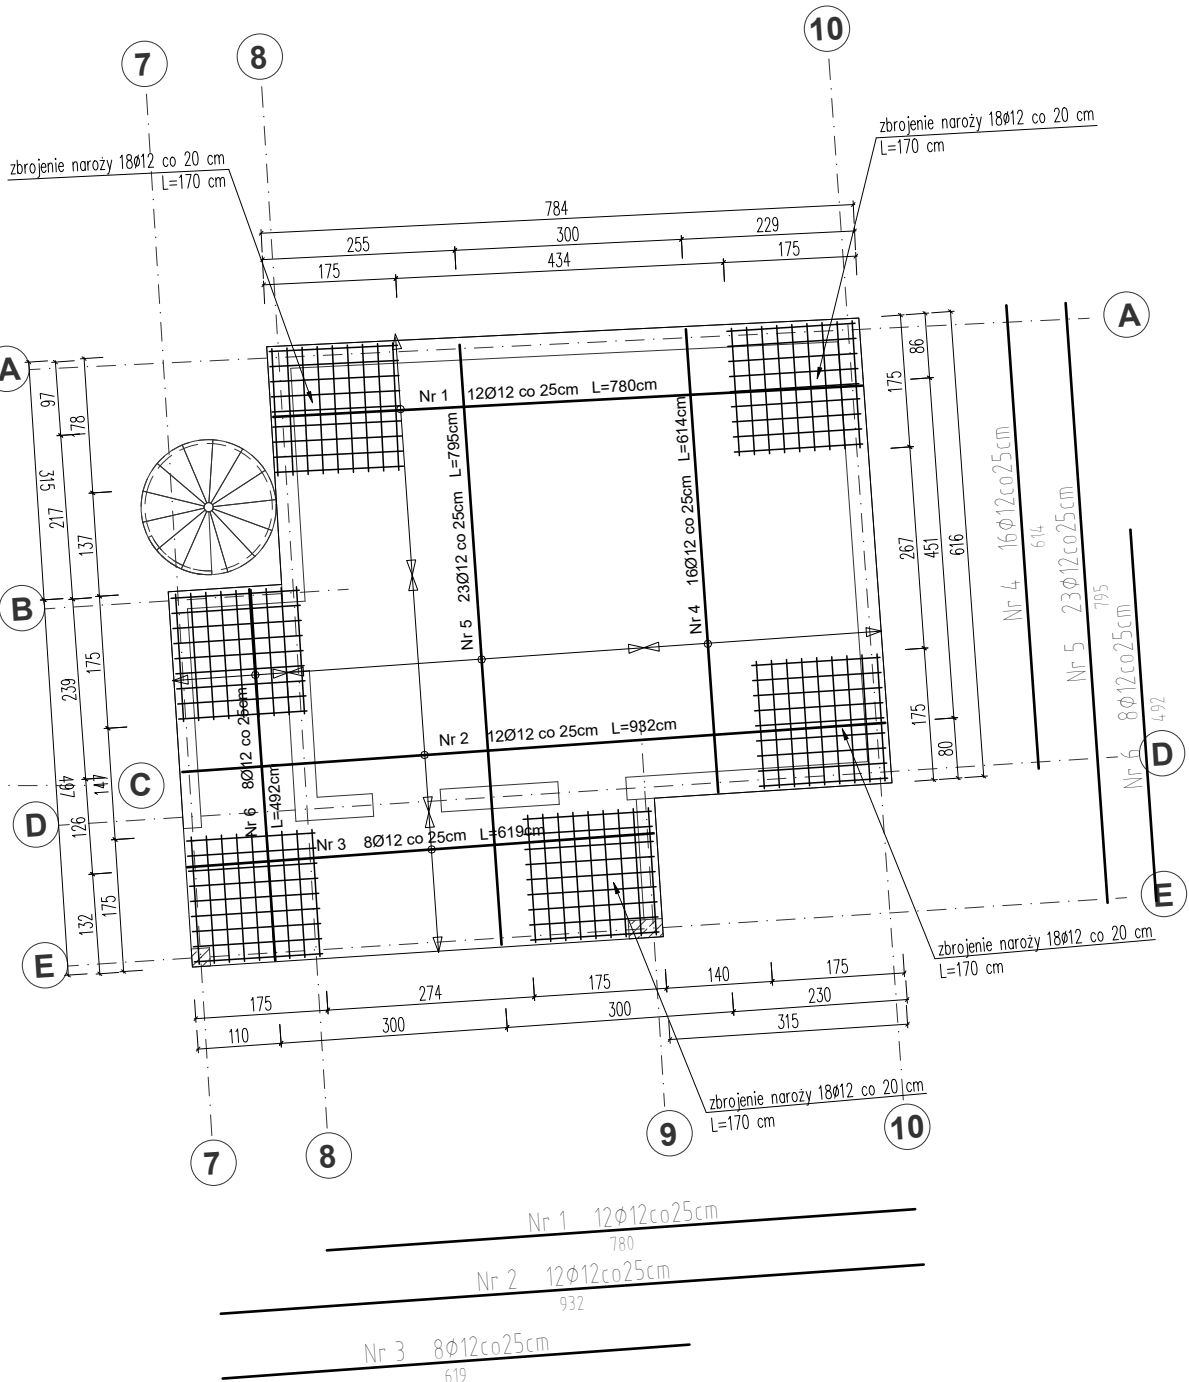 10
8
7
zbrojenie naroży 18ø12 co 20 cm
L=170 cm
zbrojenie naroży 18ø12 co 20 cm
L=170 cm
784
255 300 229
175 434 175
A
A
97
178
315
217
137
B
175
239
497
147
C
D
126
175
132
E
86
175
267
451
616
175
80
D
E
Nr 1 12Ø12 co 25cm L=780cm
Nr 5 23Ø12 co 25cm L=795cm
Nr 4 16Ø12 co 25cm L=614cm
Nr 2 12Ø12 co 25cm L=932cm
Nr 6 8Ø12 co 25cm
L=492cm
Nr 3 8Ø12 co 25cm L=619cm
Nr 4 16ϕ12co25cm
614
Nr 5 23ϕ12co25cm
795
Nr 6 8ϕ12co25cm
492
zbrojenie naroży 18ø12 co 20 cm
L=170 cm
175 274 175 140 175
110 300 300 230
315
zbrojenie naroży 18ø12 co 20 cm
L=170 cm
7
8
9
10
Nr 1 12ϕ12co25cm
780
Nr 2 12ϕ12co25cm
932
Nr 3 8ϕ12co25cm
619